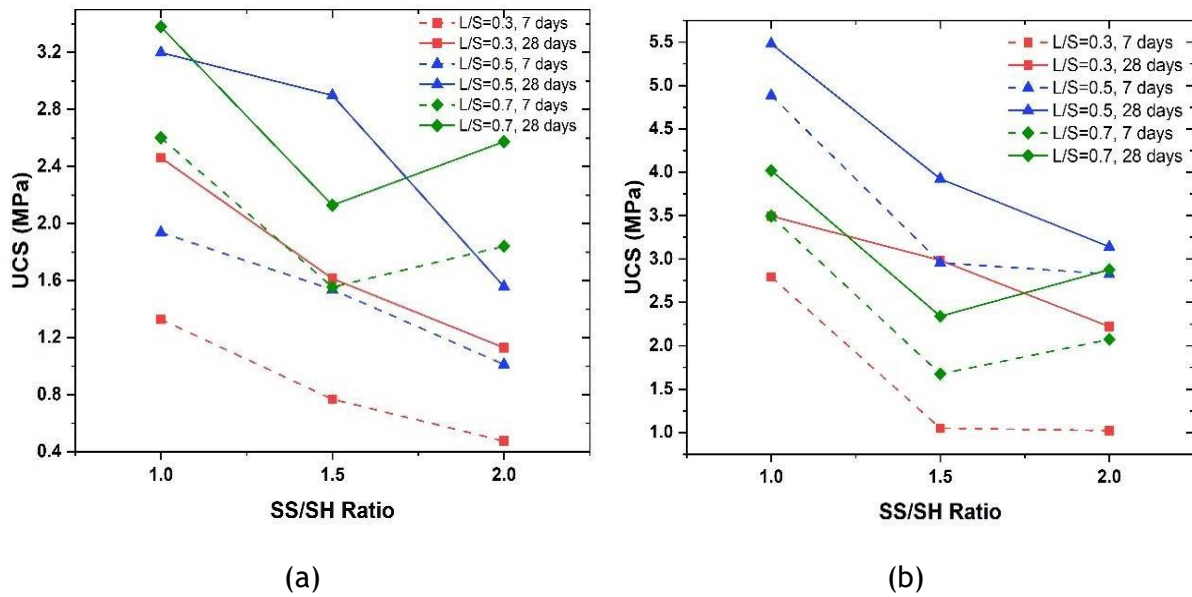 L/S=0.3, 7 days
L/S=0.3, 28 days
L/S=0.5, 7 days
L/S=0.5, 28 days
L/S=0.7, 7 days
L/S=0.7, 28 days
3.2
2.8
2.4
2.0
1.6
1.2
0.8
0.4
UCS (MPa)
1.0 1.5 2.0
SS/SH Ratio
(a)
L/S=0.3, 7 days
L/S=0.3, 28 days
L/S=0.5, 7 days
L/S=0.5, 28 days
L/S=0.7, 7 days
L/S=0.7, 28 days
5.5
5.0
4.5
4.0
3.5
3.0
2.5
2.0
1.5
1.0
UCS (MPa)
1.0 1.5 2.0
SS/SH Ratio
(b)